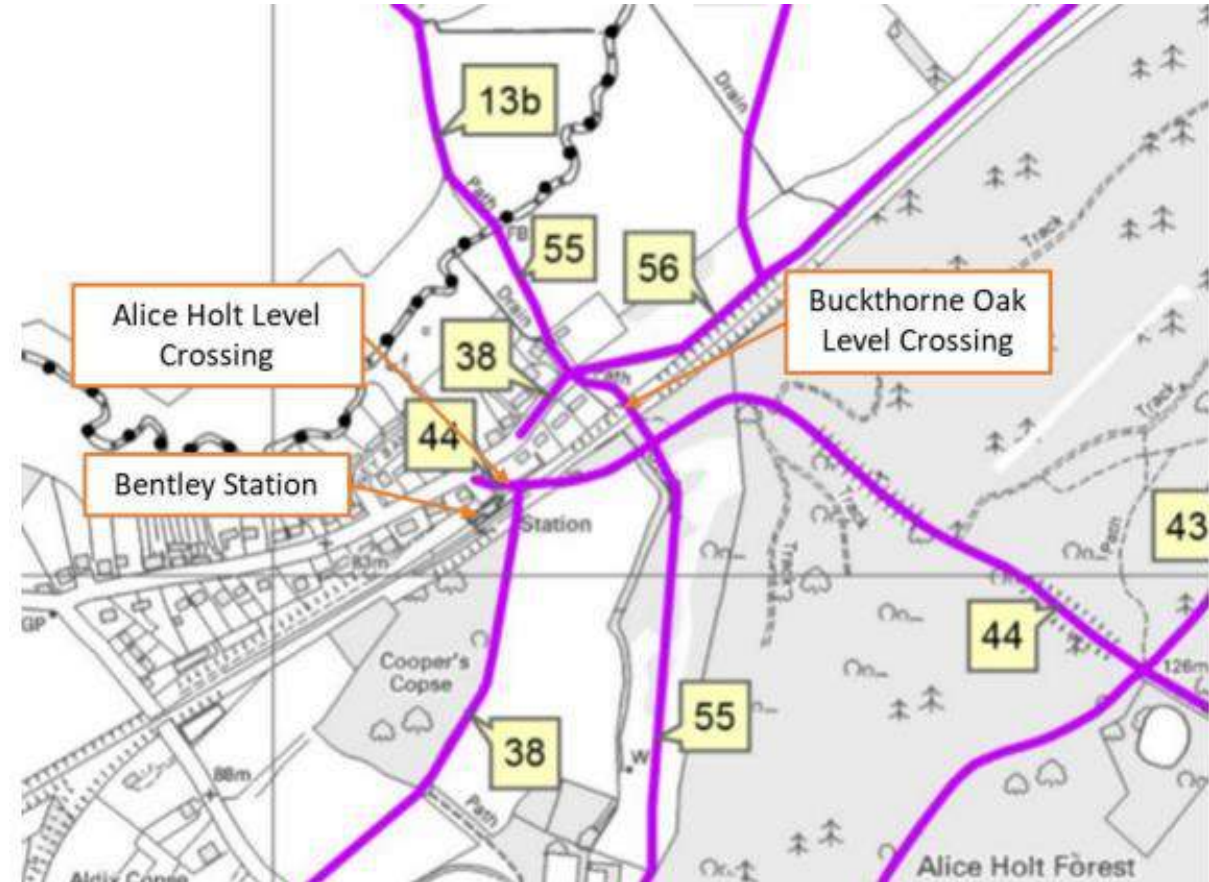 13b
Drain
Path
FB
55
56
Track
Alice Holt Level
Crossing
Buckthorne Oak
Level Crossing
Drain
38
Path
44
Track
Bentley Station
Station
Track
Path
43
83m
Track
GP
44
Cooper's
Copse
126m
38
55
W
88m
Path
Alice Holt Forest